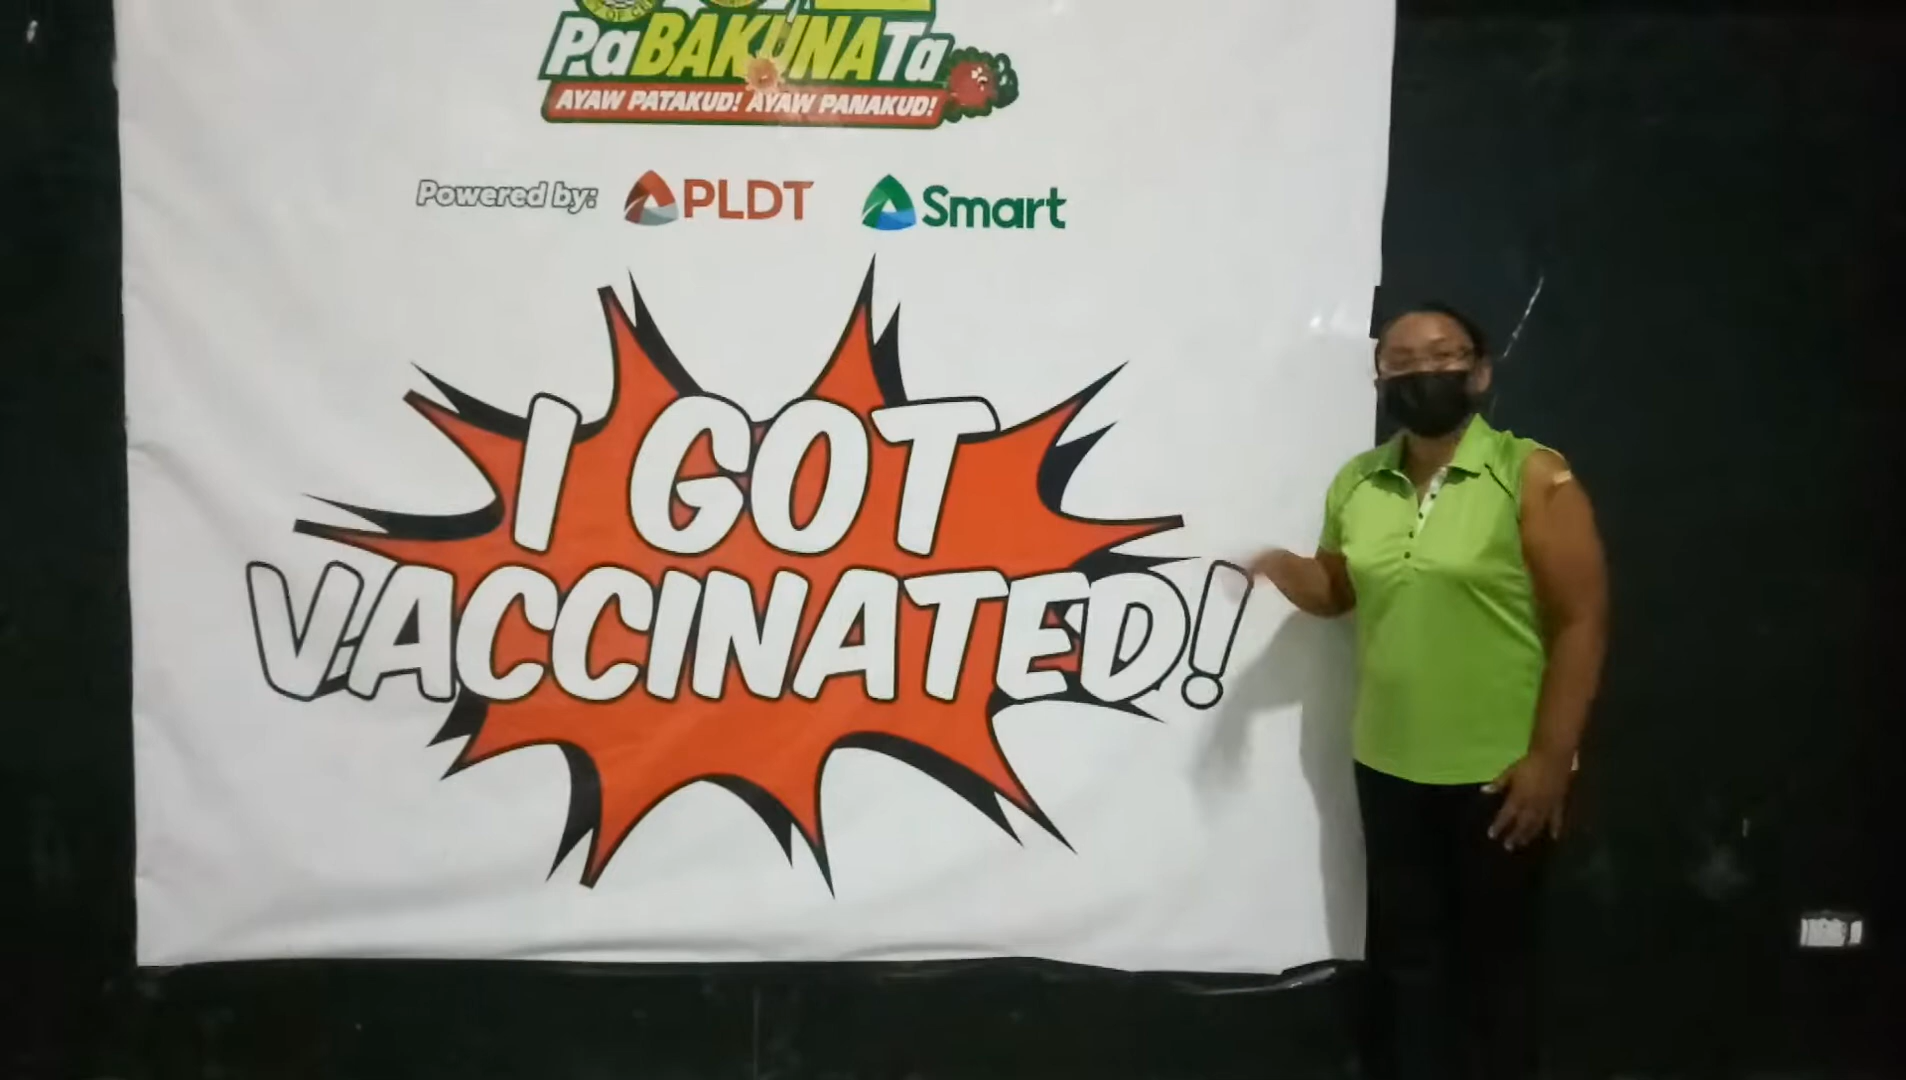 PaBAKUNATa
AYAW PATAKUD! AYAW PANAKUD!
Powered by: PLDT Smart
I GOT
VACCINATED!